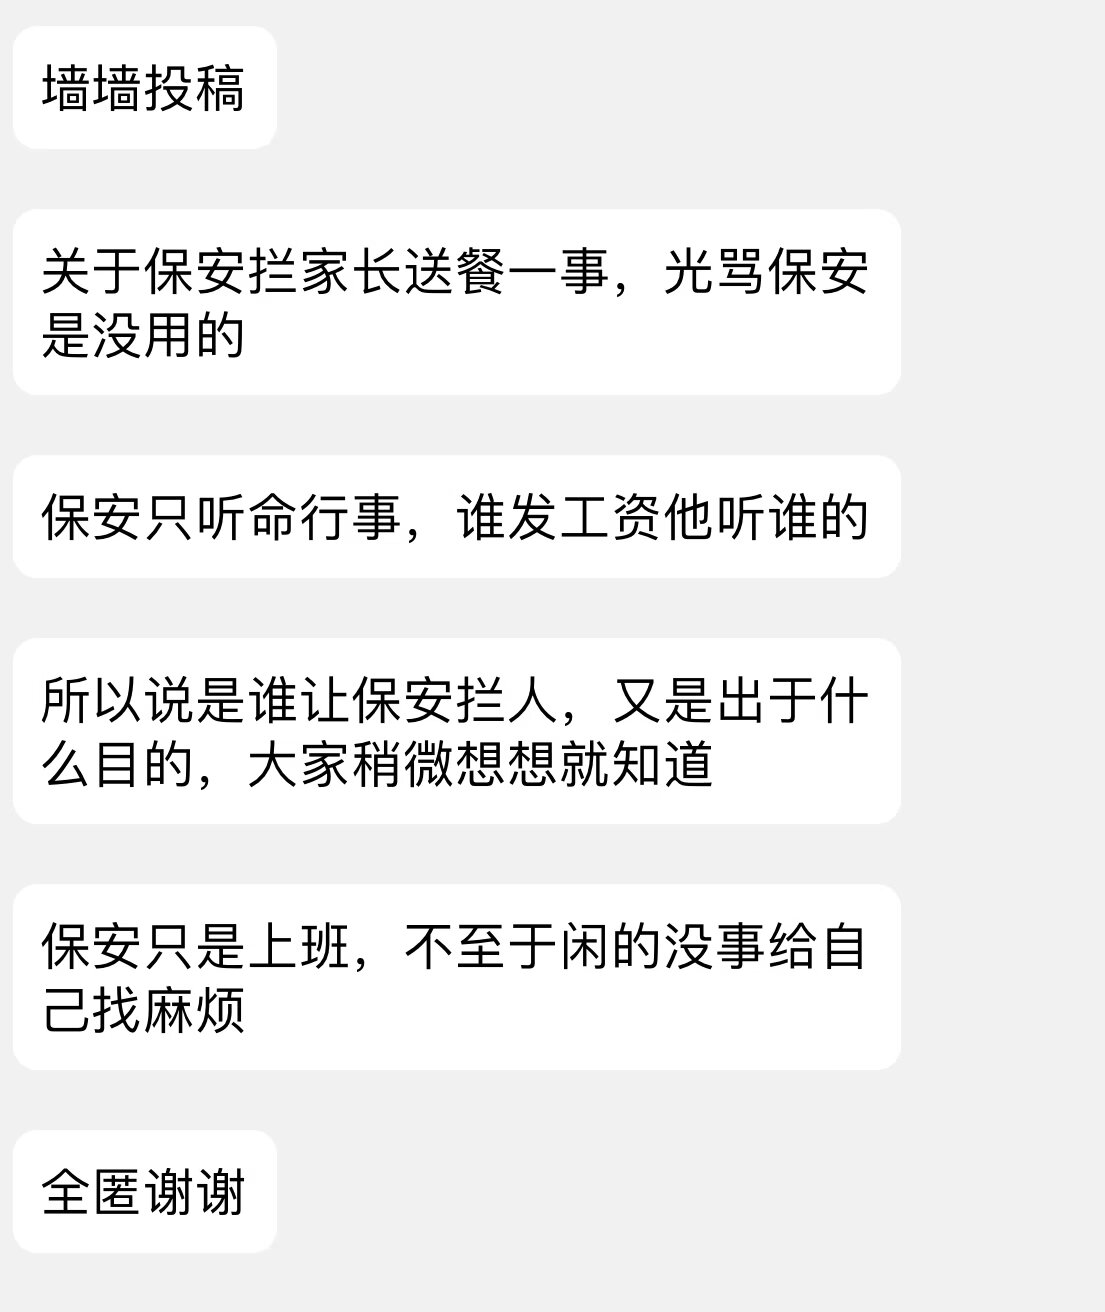 墙墙投稿
关于保安拦家长送餐一事，光骂保安
是没用的
保安只听命行事，谁发工资他听谁的
所以说是谁让保安拦人，又是出于什
么目的，大家稍微想想就知道
保安只是上班，不至于闲的没事给自
己找麻烦
全匿谢谢